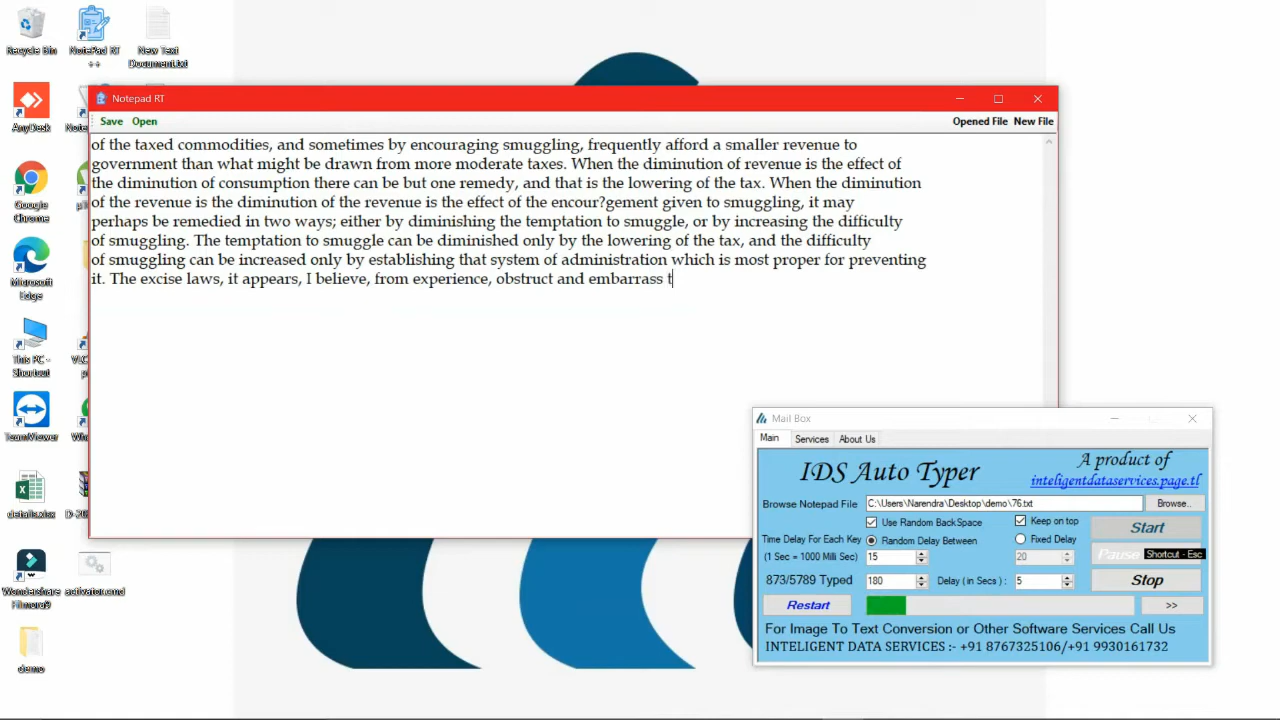 Recycle Bin
NotePad RT
++
New Text
Document.txt
AnyDesk
Google
Chrome
Microsoft
Edge
This PC -
Shortcut
TeamViewer
details.xlsx
Wondershare
Filmora9
activator.cmd
demo
Notepad RT
Save Open
Opened File New File
of the taxed commodities, and sometimes by encouraging smuggling, frequently afford a smaller revenue to
government than what might be drawn from more moderate taxes. When the diminution of revenue is the effect of
the diminution of consumption there can be but one remedy, and that is the lowering of the tax. When the diminution
of the revenue is the diminution of the revenue is the effect of the encour?gement given to smuggling, it may
perhaps be remedied in two ways; either by diminishing the temptation to smuggle, or by increasing the difficulty
of smuggling. The temptation to smuggle can be diminished only by the lowering of the tax, and the difficulty
of smuggling can be increased only by establishing that system of administration which is most proper for preventing
it. The excise laws, it appears, I believe, from experience, obstruct and embarrass t
Mail Box
Main Services About Us
IDS Auto Typer
A product of
inteligentdataservices.page.tl
Browse Notepad File C:\Users\Narendra\Desktop\demo\76.txt Browse..
Use Random BackSpace Keep on top
Start
Time Delay For Each Key Random Delay Between Fixed Delay
(1 Sec = 1000 Milli Sec) 15 20
Pause Shortcut - Esc
873/5789 Typed 180 Delay ( in Secs ) : 5 Stop
Restart >>
For Image To Text Conversion or Other Software Services Call Us
INTELIGENT DATA SERVICES :- +91 8767325106/+91 9930161732